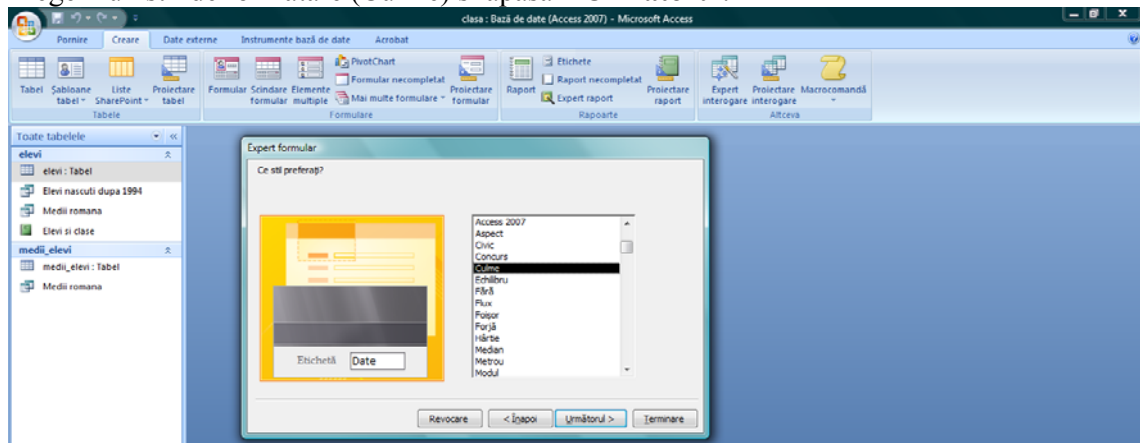 clasa : Bază de date (Access 2007) - Microsoft Access
Pornire Creare Date externe Instrumente bază de date Acrobat
Tabel
Șabloane tabel
Liste SharePoint
Proiectare tabel
Tabele
Formular
Scindare formular
Elemente multiple
PivotChart
Formular necompletat
Mai multe formulare
Proiectare formular
Formulare
Raport
Etichete
Raport necompletat
Expert raport
Proiectare raport
Rapoarte
Expert interogare
Proiectare interogare
Macrocomandă
Altceva
Toate tabelele
elevi
elevi : Tabel
Elevi nascuti dupa 1994
Medii romana
Elevi si clase
medii_elevi
medii_elevi : Tabel
Medii romana
Expert formular
Ce stil preferați?
Etichetă Date
Access 2007
Aspect
Civic
Concurs
Culme
Echilibru
Fără
Flux
Foișor
Forjă
Hârtie
Median
Metrou
Modul
Revocare < Înapoi Următorul > Terminare